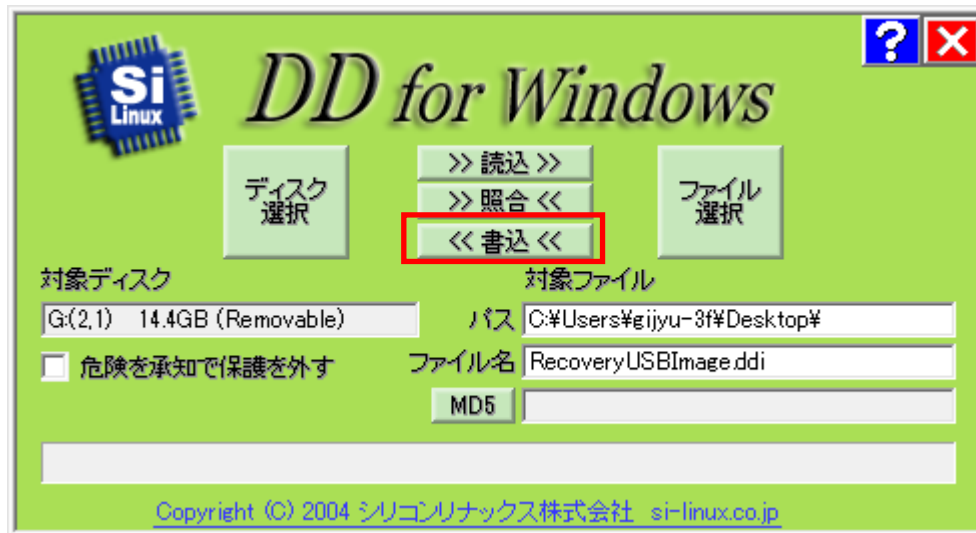 ?
Si
Linux
DD for Windows
ディスク
選択
>> 読込 >>
>> 照合 <<
<< 書込 <<
ファイル
選択
対象ディスク
対象ファイル
G:(2,1) 14.4GB (Removable)
パス C:¥Users¥gijyu-3f¥Desktop¥
危険を承知で保護を外す
ファイル名 RecoveryUSBImage.ddi
MD5
Copyright (C) 2004 シリコンリナックス株式会社 si-linux.co.jp